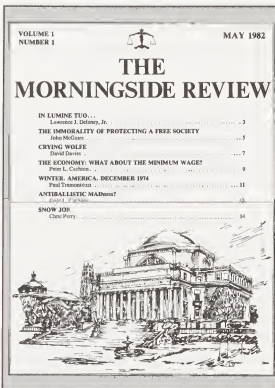 VOLUME 1
NUMBER 1
MAY 1982
THE
MORNINGSIDE REVIEW
IN LUMINE TUO...
Lawrence J. Delaney, Jr. . . . 3
THE IMMORALITY OF PROTECTING A FREE SOCIETY
John McGuire . . . 5
CRYING WOLFE
David Davies . . . 7
THE ECONOMY: WHAT ABOUT THE MINIMUM WAGE?
Peter L. . . . 9
WINTER. AMERICA. DECEMBER 1974
Paul Tramontozzi . . . 11
ANTIBALLISTIC MADness?
SNOW JOB
Chris Perry . . . 14